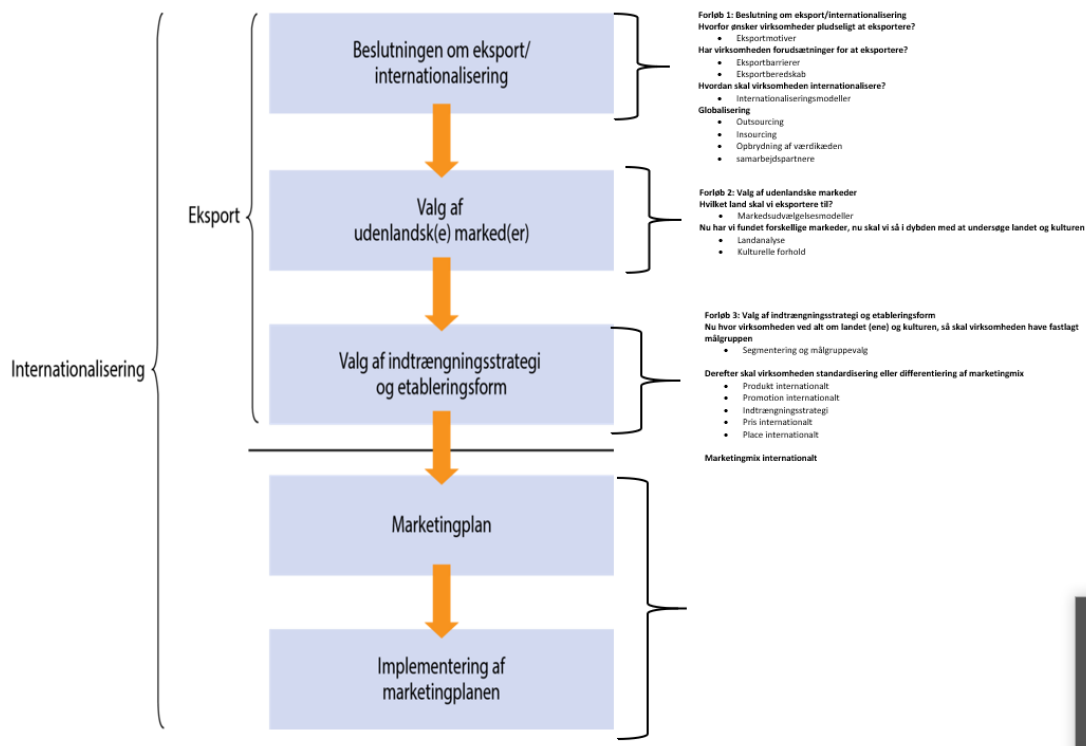 Internationalisering
Eksport
Beslutningen om eksport/
internationalisering
Valg af
udenlandsk(e) marked(er)
Valg af indtrængningsstrategi
og etableringsform
Marketingplan
Implementering af
marketingplanen
Forløb 1: Beslutning om eksport/internationalisering
Hvorfor ønsker virksomheder pludseligt at eksportere?
• Eksportmotiver
Har virksomheden forudsætninger for at eksportere?
• Eksportbarrierer
• Eksportberedskab
Hvordan skal virksomheden internationalisere?
• Internationaliseringsmodeller
Globalisering
• Outsourcing
• Insourcing
• Opbrydning af værdikæden
• samarbejdspartnere
Forløb 2: Valg af udenlandske markeder
Hvilket land skal vi eksportere til?
• Markedsudvælgelsesmodeller
Nu har vi fundet forskellige markeder, nu skal vi så i dybden med at undersøge landet og kulturen
• Landanalyse
• Kulturelle forhold
Forløb 3: Valg af indtrængningsstrategi og etableringsform
Nu hvor virksomheden ved alt om landet (ene) og kulturen, så skal virksomheden have fastlagt
målgruppen
• Segmentering og målgruppevalg
Derefter skal virksomheden standardisering eller differentiering af marketingmix
• Produkt internationalt
• Promotion internationalt
• Indtrængningsstrategi
• Pris internationalt
• Place internationalt
Marketingmix internationalt